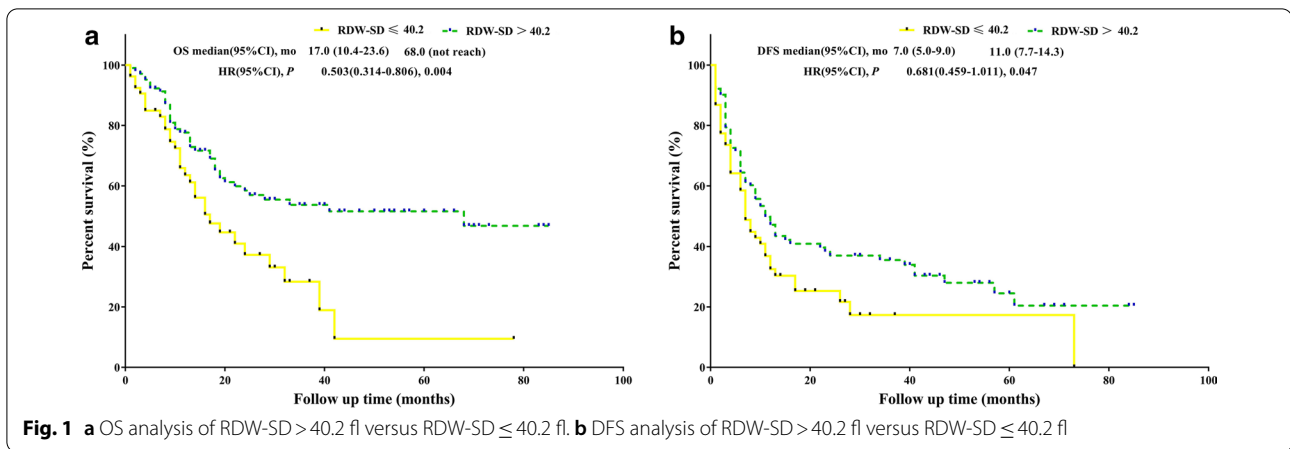 a
RDW-SD ≤ 40.2 RDW-SD > 40.2
OS median(95%CI), mo 17.0 (10.4-23.6) 68.0 (not reach)
HR(95%CI), P 0.503(0.314-0.806), 0.004
Percent survival (%)
100
80
60
40
20
0
0 20 40 60 80 100
Follow up time (months)
b
RDW-SD ≤ 40.2 RDW-SD > 40.2
DFS median(95%CI), mo 7.0 (5.0-9.0) 11.0 (7.7-14.3)
HR(95%CI), P 0.681(0.459-1.011), 0.047
Percent survival (%)
100
80
60
40
20
0
0 20 40 60 80 100
Follow up time (months)
Fig. 1 a OS analysis of RDW-SD > 40.2 fl versus RDW-SD ≤ 40.2 fl. b DFS analysis of RDW-SD > 40.2 fl versus RDW-SD ≤ 40.2 fl